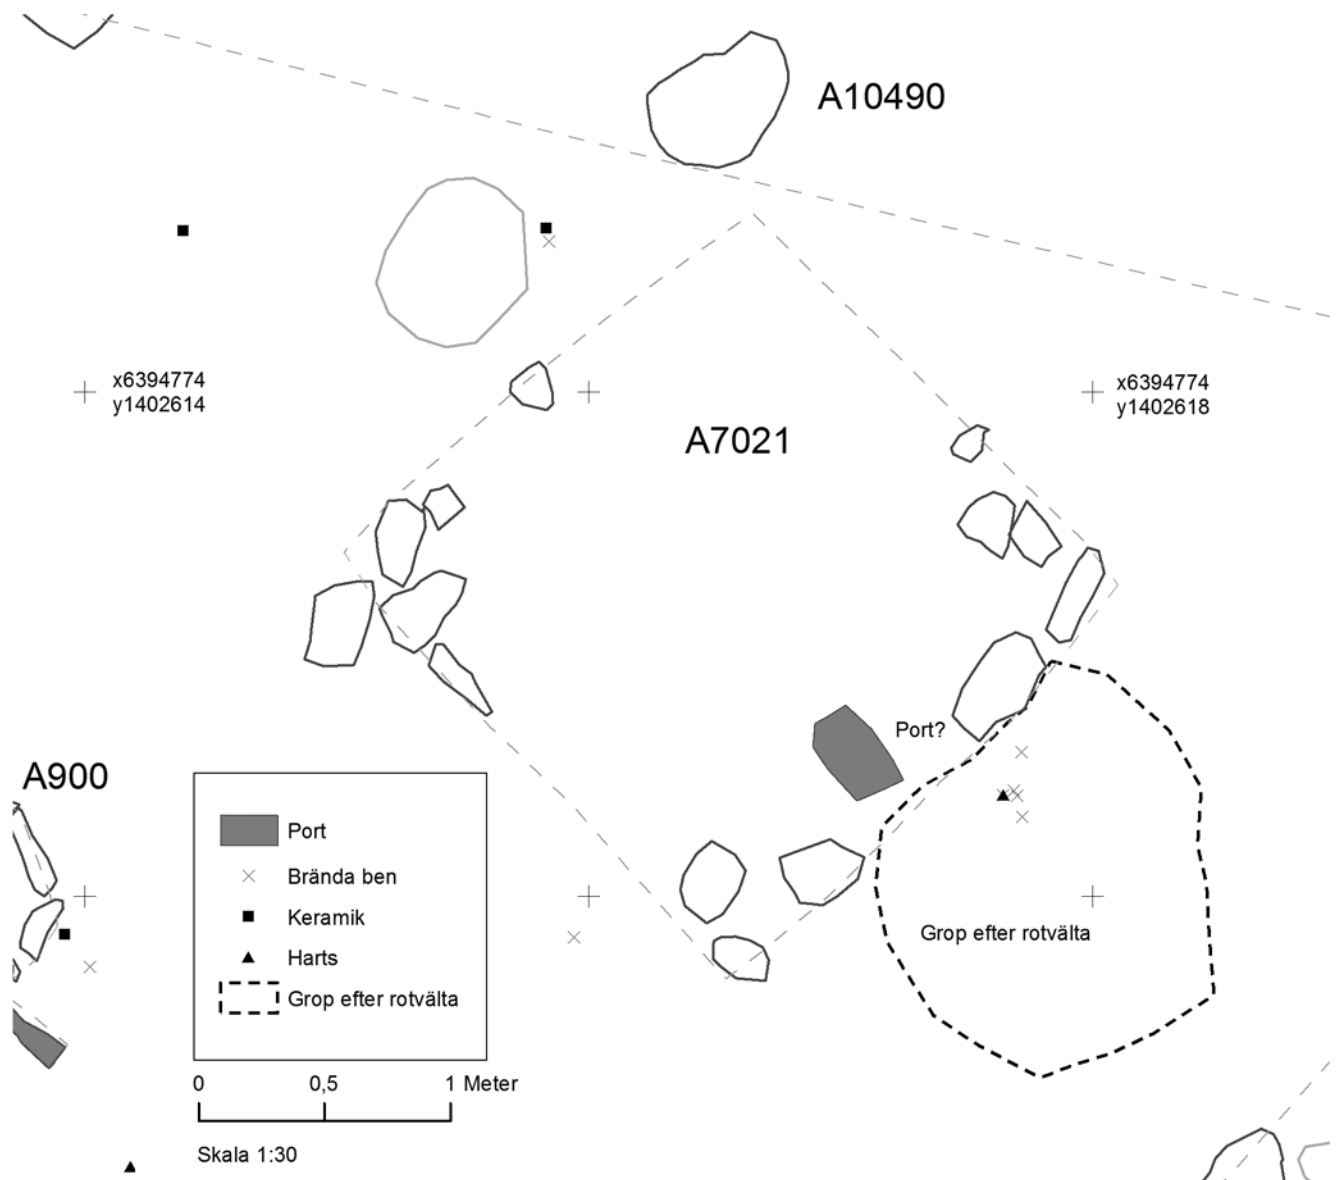 A10490
x6394774
y1402614
x6394774
y1402618
A7021
Port?
A900
Port
Brända ben
Keramik
Harts
Grop efter rotvälta
Grop efter rotvälta
0 0,5 1 Meter
Skala 1:30